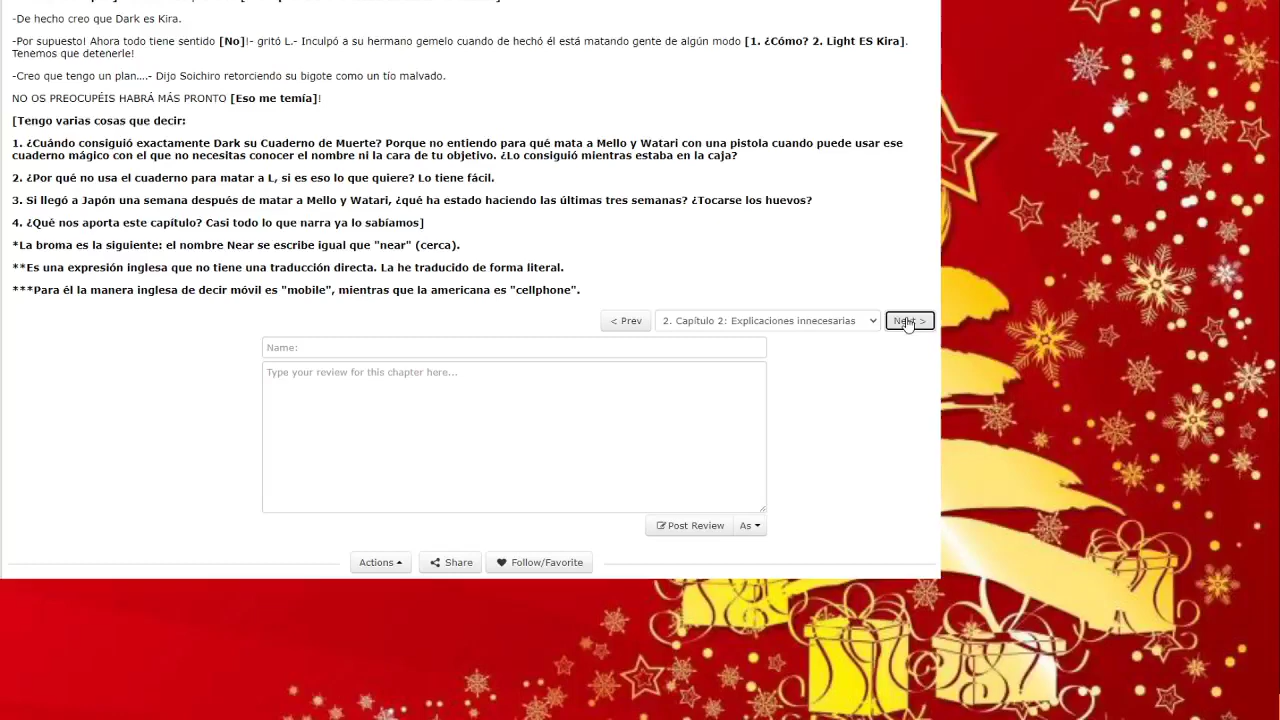 -De hecho creo que Dark es Kira.
-Por supuesto! Ahora todo tiene sentido [No]!- gritó L.- Inculpó a su hermano gemelo cuando de hechó él está matando gente de algún modo [1. ¿Cómo? 2. Light ES Kira].
Tenemos que detenerle!
-Creo que tengo un plan....- Dijo Soichiro retorciendo su bigote como un tío malvado.
NO OS PREOCUPÉIS HABRÁ MÁS PRONTO [Eso me temía]!
[Tengo varias cosas que decir:
1. ¿Cuándo consiguió exactamente Dark su Cuaderno de Muerte? Porque no entiendo para qué mata a Mello y Watari con una pistola cuando puede usar ese
cuaderno mágico con el que no necesitas conocer el nombre ni la cara de tu objetivo. ¿Lo consiguió mientras estaba en la caja?
2. ¿Por qué no usa el cuaderno para matar a L, si es eso lo que quiere? Lo tiene fácil.
3. Si llegó a Japón una semana después de matar a Mello y Watari, ¿qué ha estado haciendo las últimas tres semanas? ¿Tocarse los huevos?
4. ¿Qué nos aporta este capítulo? Casi todo lo que narra ya lo sabíamos]
*La broma es la siguiente: el nombre Near se escribe igual que "near" (cerca).
**Es una expresión inglesa que no tiene una traducción directa. La he traducido de forma literal.
***Para él la manera inglesa de decir móvil es "mobile", mientras que la americana es "cellphone".
< Prev 2. Capítulo 2: Explicaciones innecesarias Next >
Name:
Type your review for this chapter here...
Post Review As
Actions Share Follow/Favorite